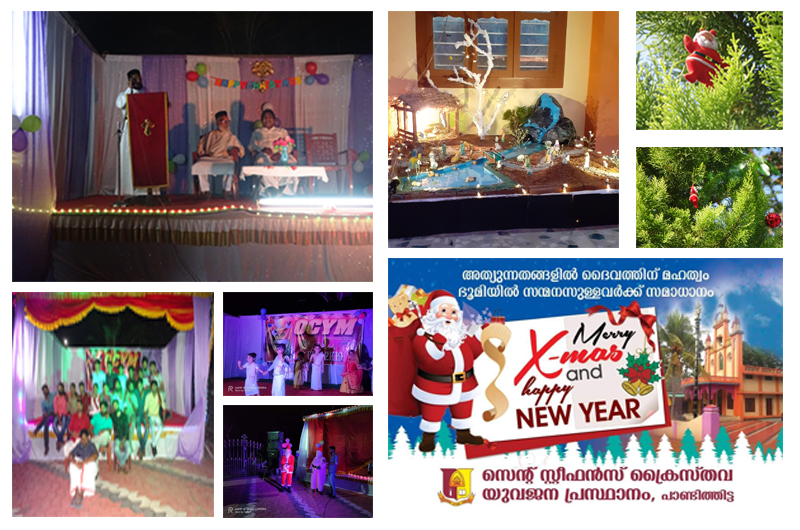 OCYM
അത്യുന്നതങ്ങളിൽ ദൈവത്തിന് മഹത്വം
ഭൂമിയിൽ സന്മനസുള്ളവർക്ക് സമാധാനം
Merry
X-mas
and
happy
NEW YEAR
സെന്റ് സ്റ്റീഫൻസ് ക്രൈസ്തവ
യുവജന പ്രസ്ഥാനം, പാണ്ടിത്തിട്ട